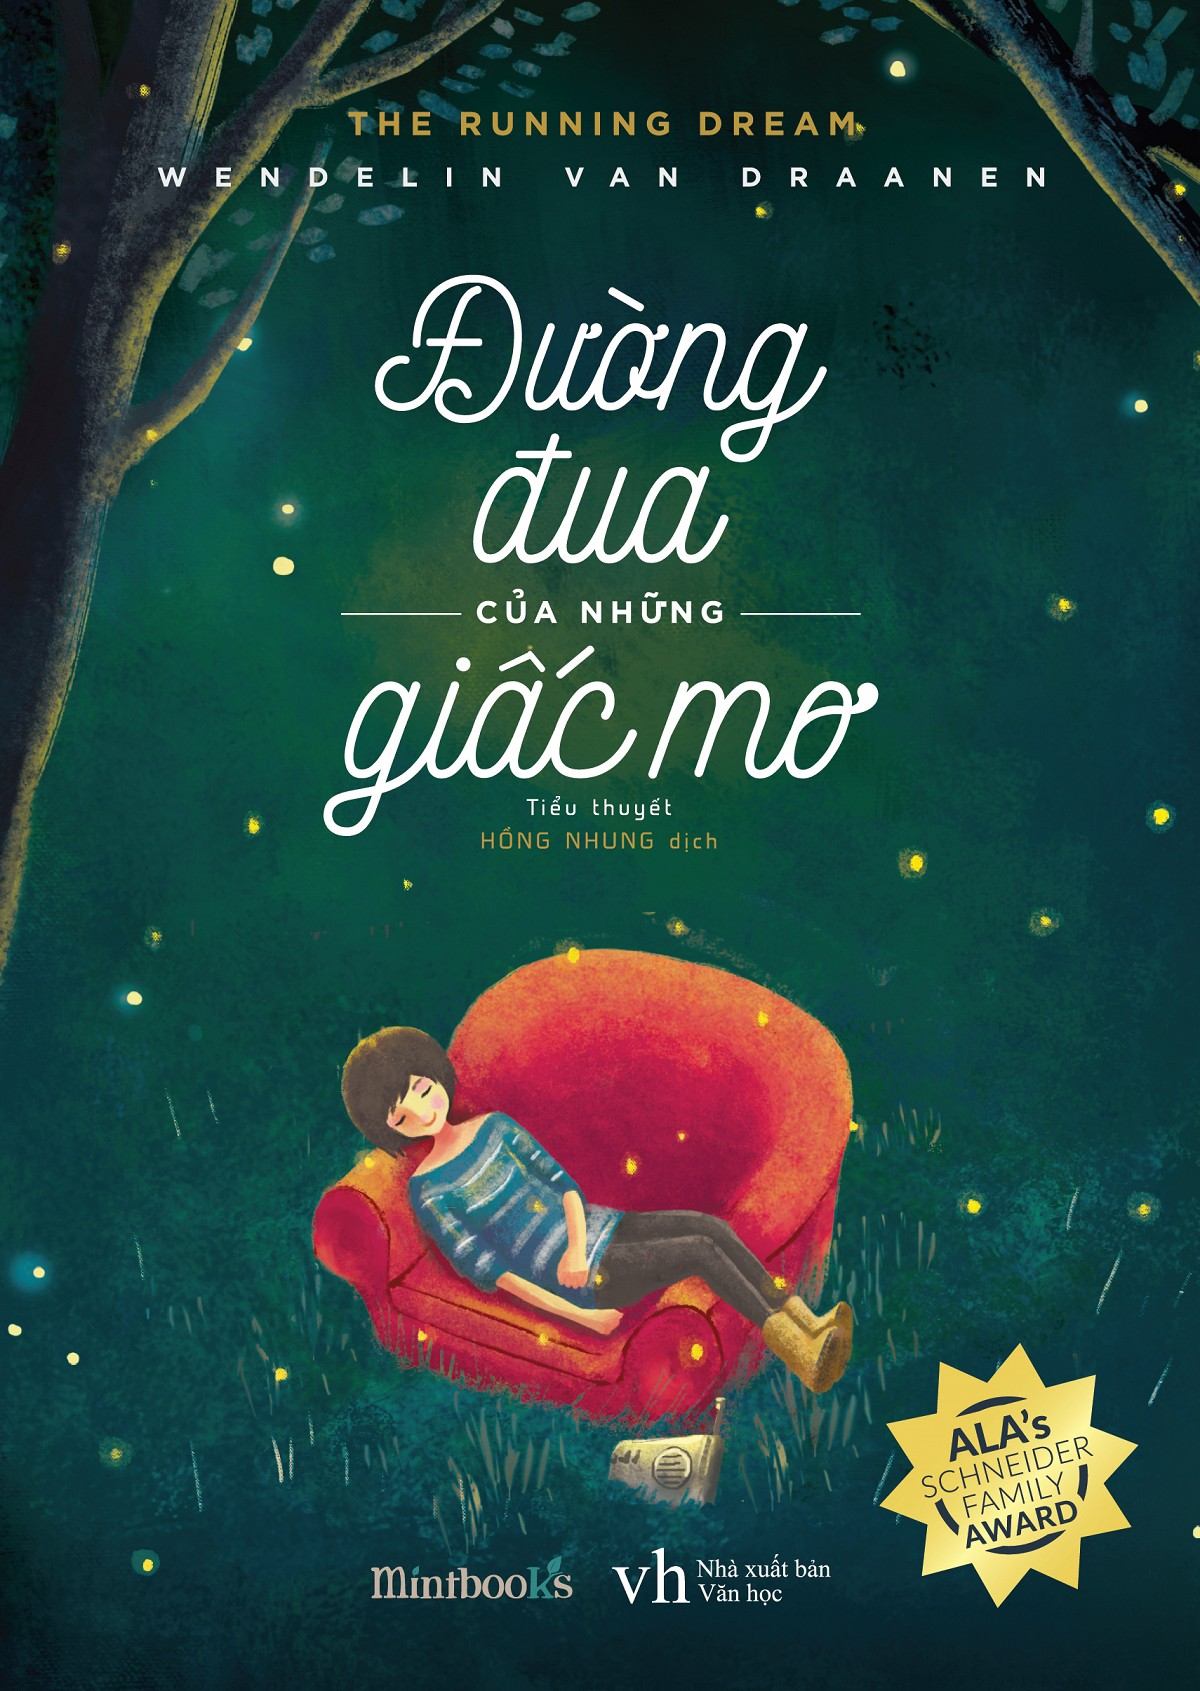 THE RUNNING DREAM
WENDELIN VAN DRAANEN
Đường
đua
CỦA NHỮNG
giấc mơ
Tiểu thuyết
HỒNG NHUNG dịch
ALA's
SCHNEIDER
FAMILY
AWARD
Mintbooks
vh Nhà xuất bản
Văn học